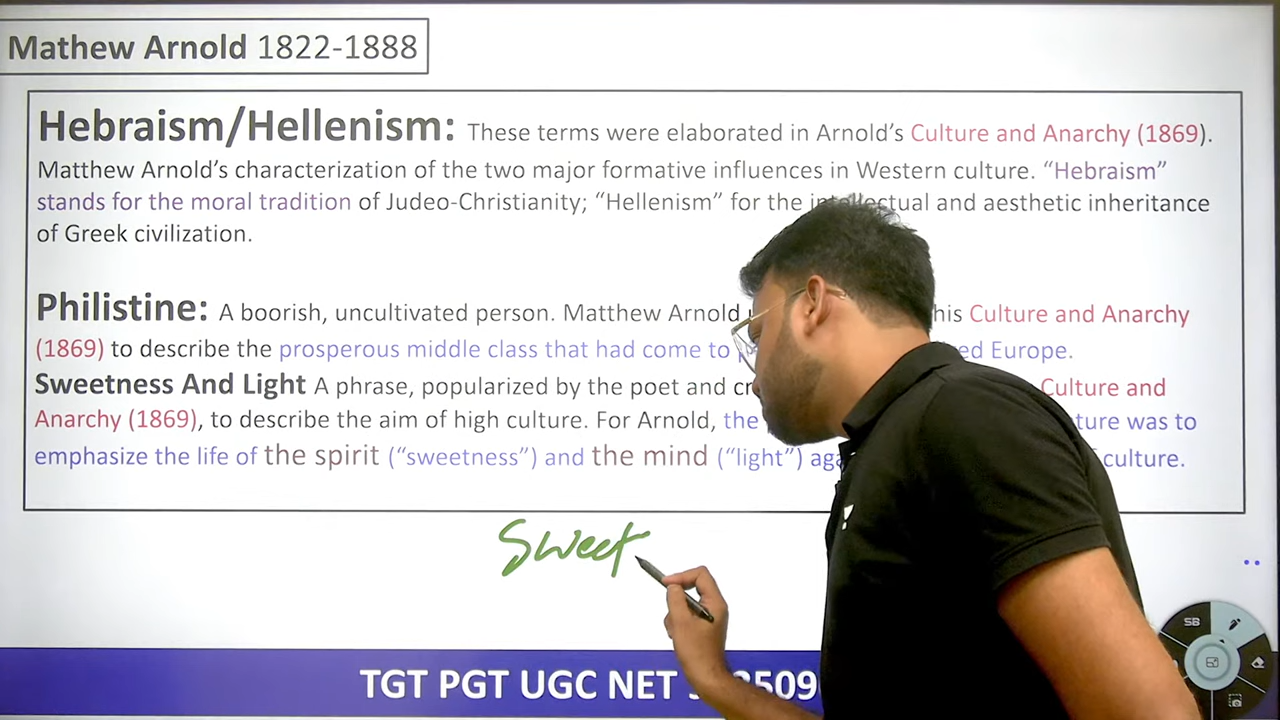 Mathew Arnold 1822-1888
Hebraism/Hellenism: These terms were elaborated in Arnold’s Culture and Anarchy (1869).
Matthew Arnold’s characterization of the two major formative influences in Western culture. “Hebraism”
stands for the moral tradition of Judeo-Christianity; “Hellenism” for the intellectual and aesthetic inheritance
of Greek civilization.
Philistine: A boorish, uncultivated person. Matthew Arnold his Culture and Anarchy
(1869) to describe the prosperous middle class that had come to Europe.
Sweetness And Light A phrase, popularized by the poet and Culture and
Anarchy (1869), to describe the aim of high culture. For Arnold, the was to
emphasize the life of the spirit (“sweetness”) and the mind (“light”) culture.
Sweet
TGT PGT UGC NET
SB